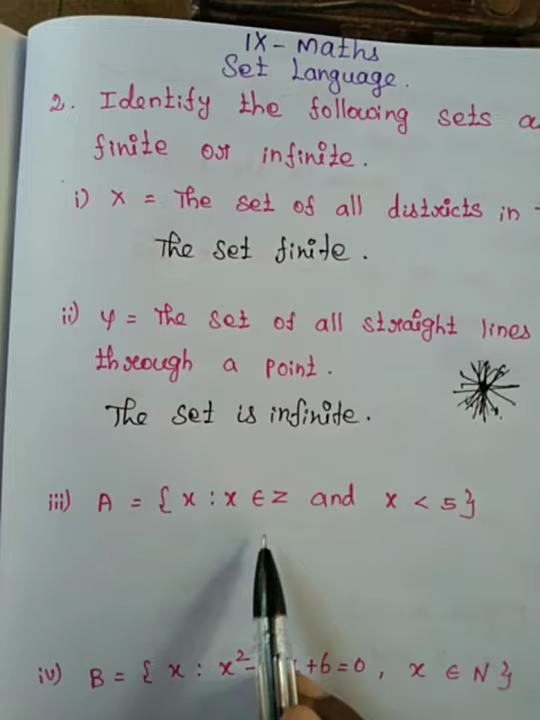 IX - Maths
Set Language.
2. Identify the following sets
finite or infinite.
i) X = The set of all districts in
The set finite.
ii) Y = The set of all straight lines
through a point.
The set is infinite.
iii) A = { x : x ∈ Z and x < 5 }
iv) B = { x : x² - +6=0, x ∈ N }